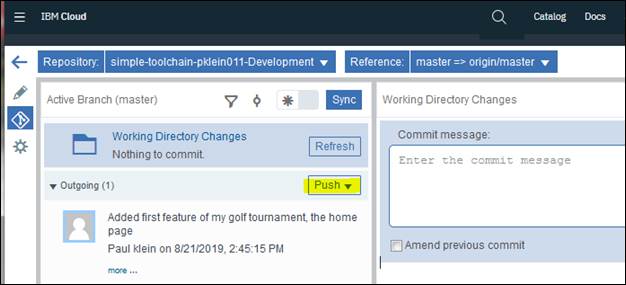 IBM Cloud Catalog Docs
Repository: simple-toolchain-pklein011-Development Reference: master => origin/master
Active Branch (master) Sync Working Directory Changes
Working Directory Changes
Nothing to commit. Refresh
Commit message:
Enter the commit message
Outgoing (1) Push
Added first feature of my golf tournament, the home
page
Paul klein on 8/21/2019, 2:45:15 PM
more ...
Amend previous commit